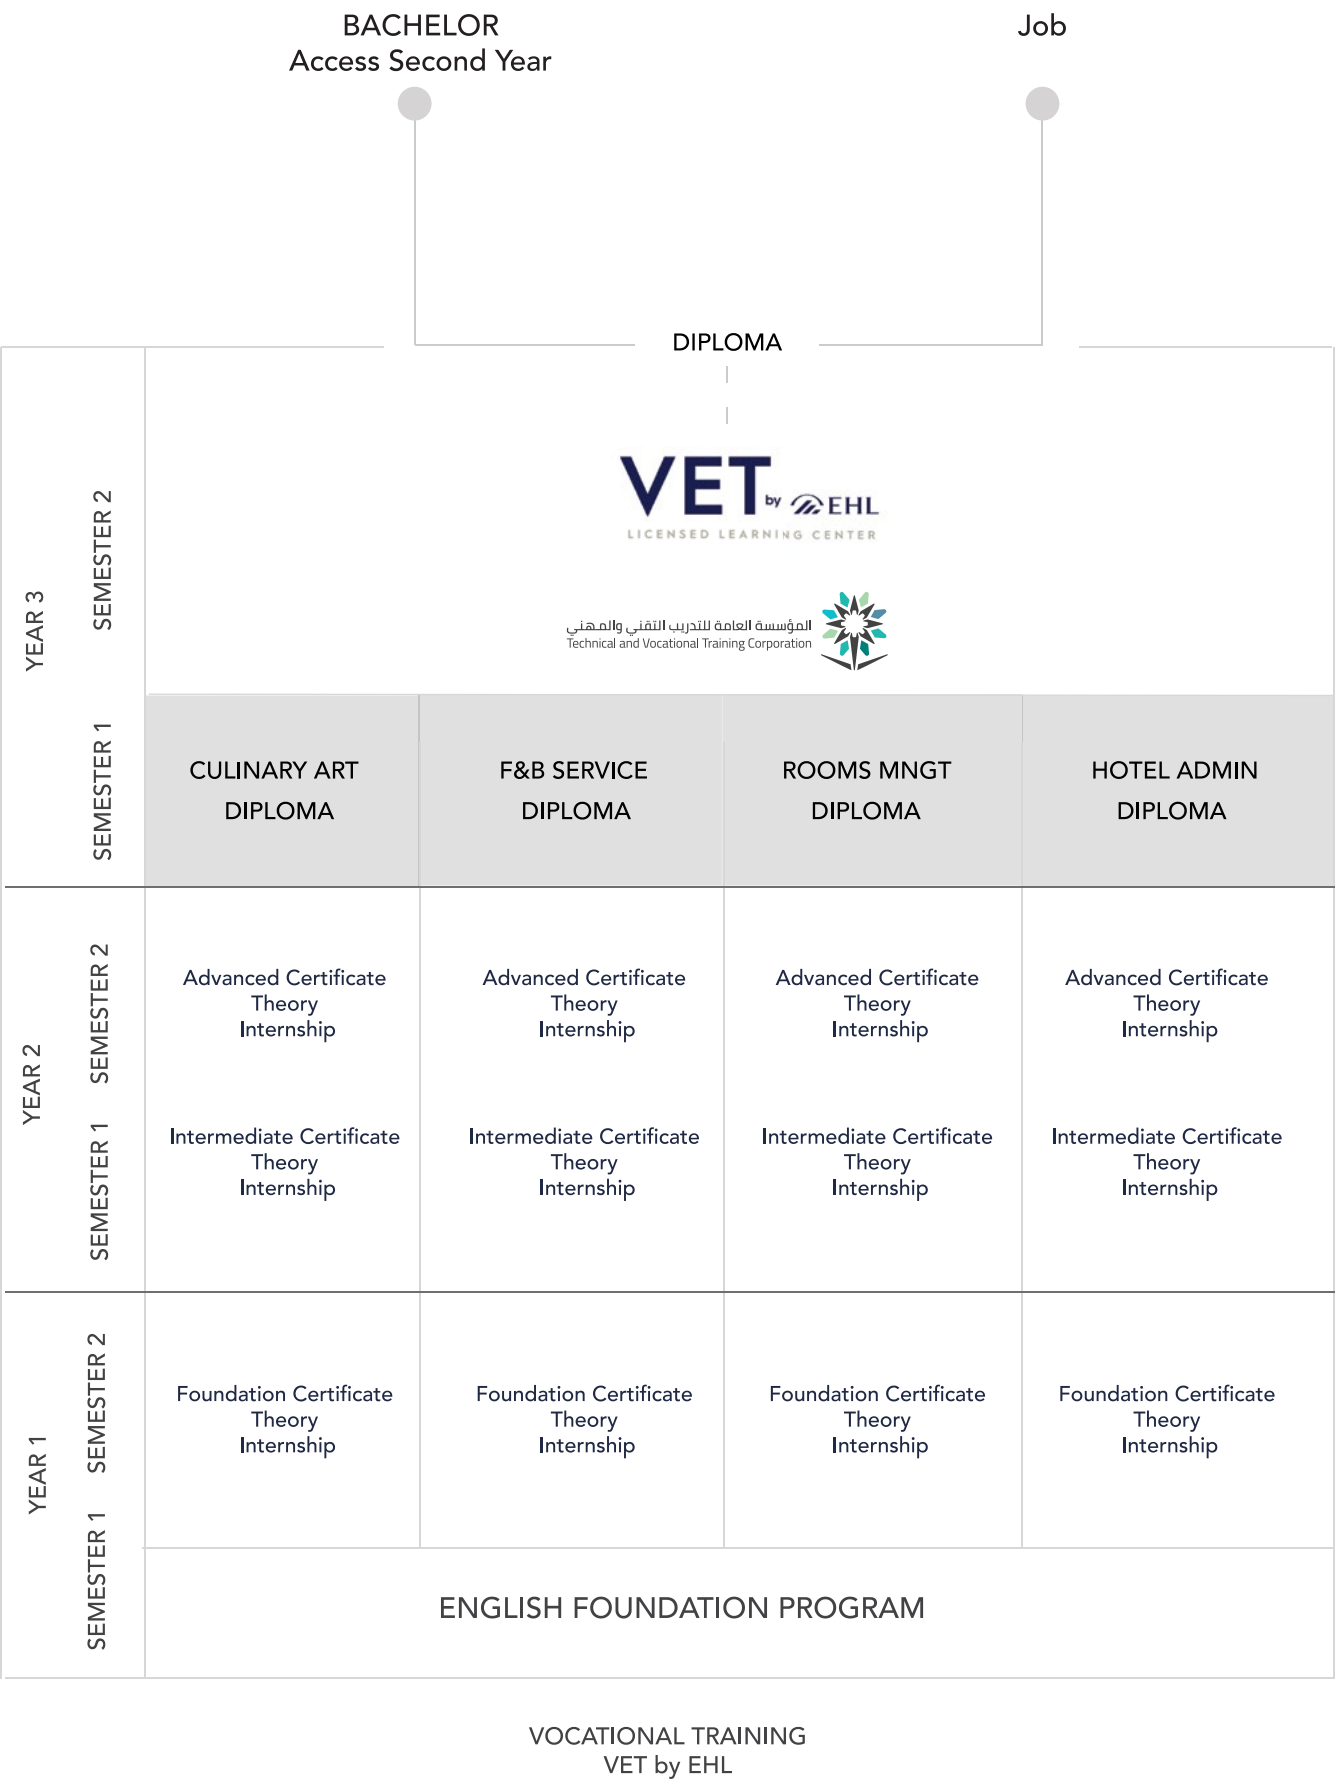 BACHELOR
Access Second Year
Job
DIPLOMA
VET by EHL
LICENSED LEARNING CENTER
المؤسسة العامة للتدريب التقني والمهني
Technical and Vocational Training Corporation
YEAR 3
SEMESTER 2
SEMESTER 1
CULINARY ART
DIPLOMA
F&B SERVICE
DIPLOMA
ROOMS MNGT
DIPLOMA
HOTEL ADMIN
DIPLOMA
YEAR 2
SEMESTER 2
Advanced Certificate
Theory
Internship
Advanced Certificate
Theory
Internship
Advanced Certificate
Theory
Internship
Advanced Certificate
Theory
Internship
SEMESTER 1
Intermediate Certificate
Theory
Internship
Intermediate Certificate
Theory
Internship
Intermediate Certificate
Theory
Internship
Intermediate Certificate
Theory
Internship
YEAR 1
SEMESTER 2
Foundation Certificate
Theory
Internship
Foundation Certificate
Theory
Internship
Foundation Certificate
Theory
Internship
Foundation Certificate
Theory
Internship
SEMESTER 1
ENGLISH FOUNDATION PROGRAM
VOCATIONAL TRAINING
VET by EHL